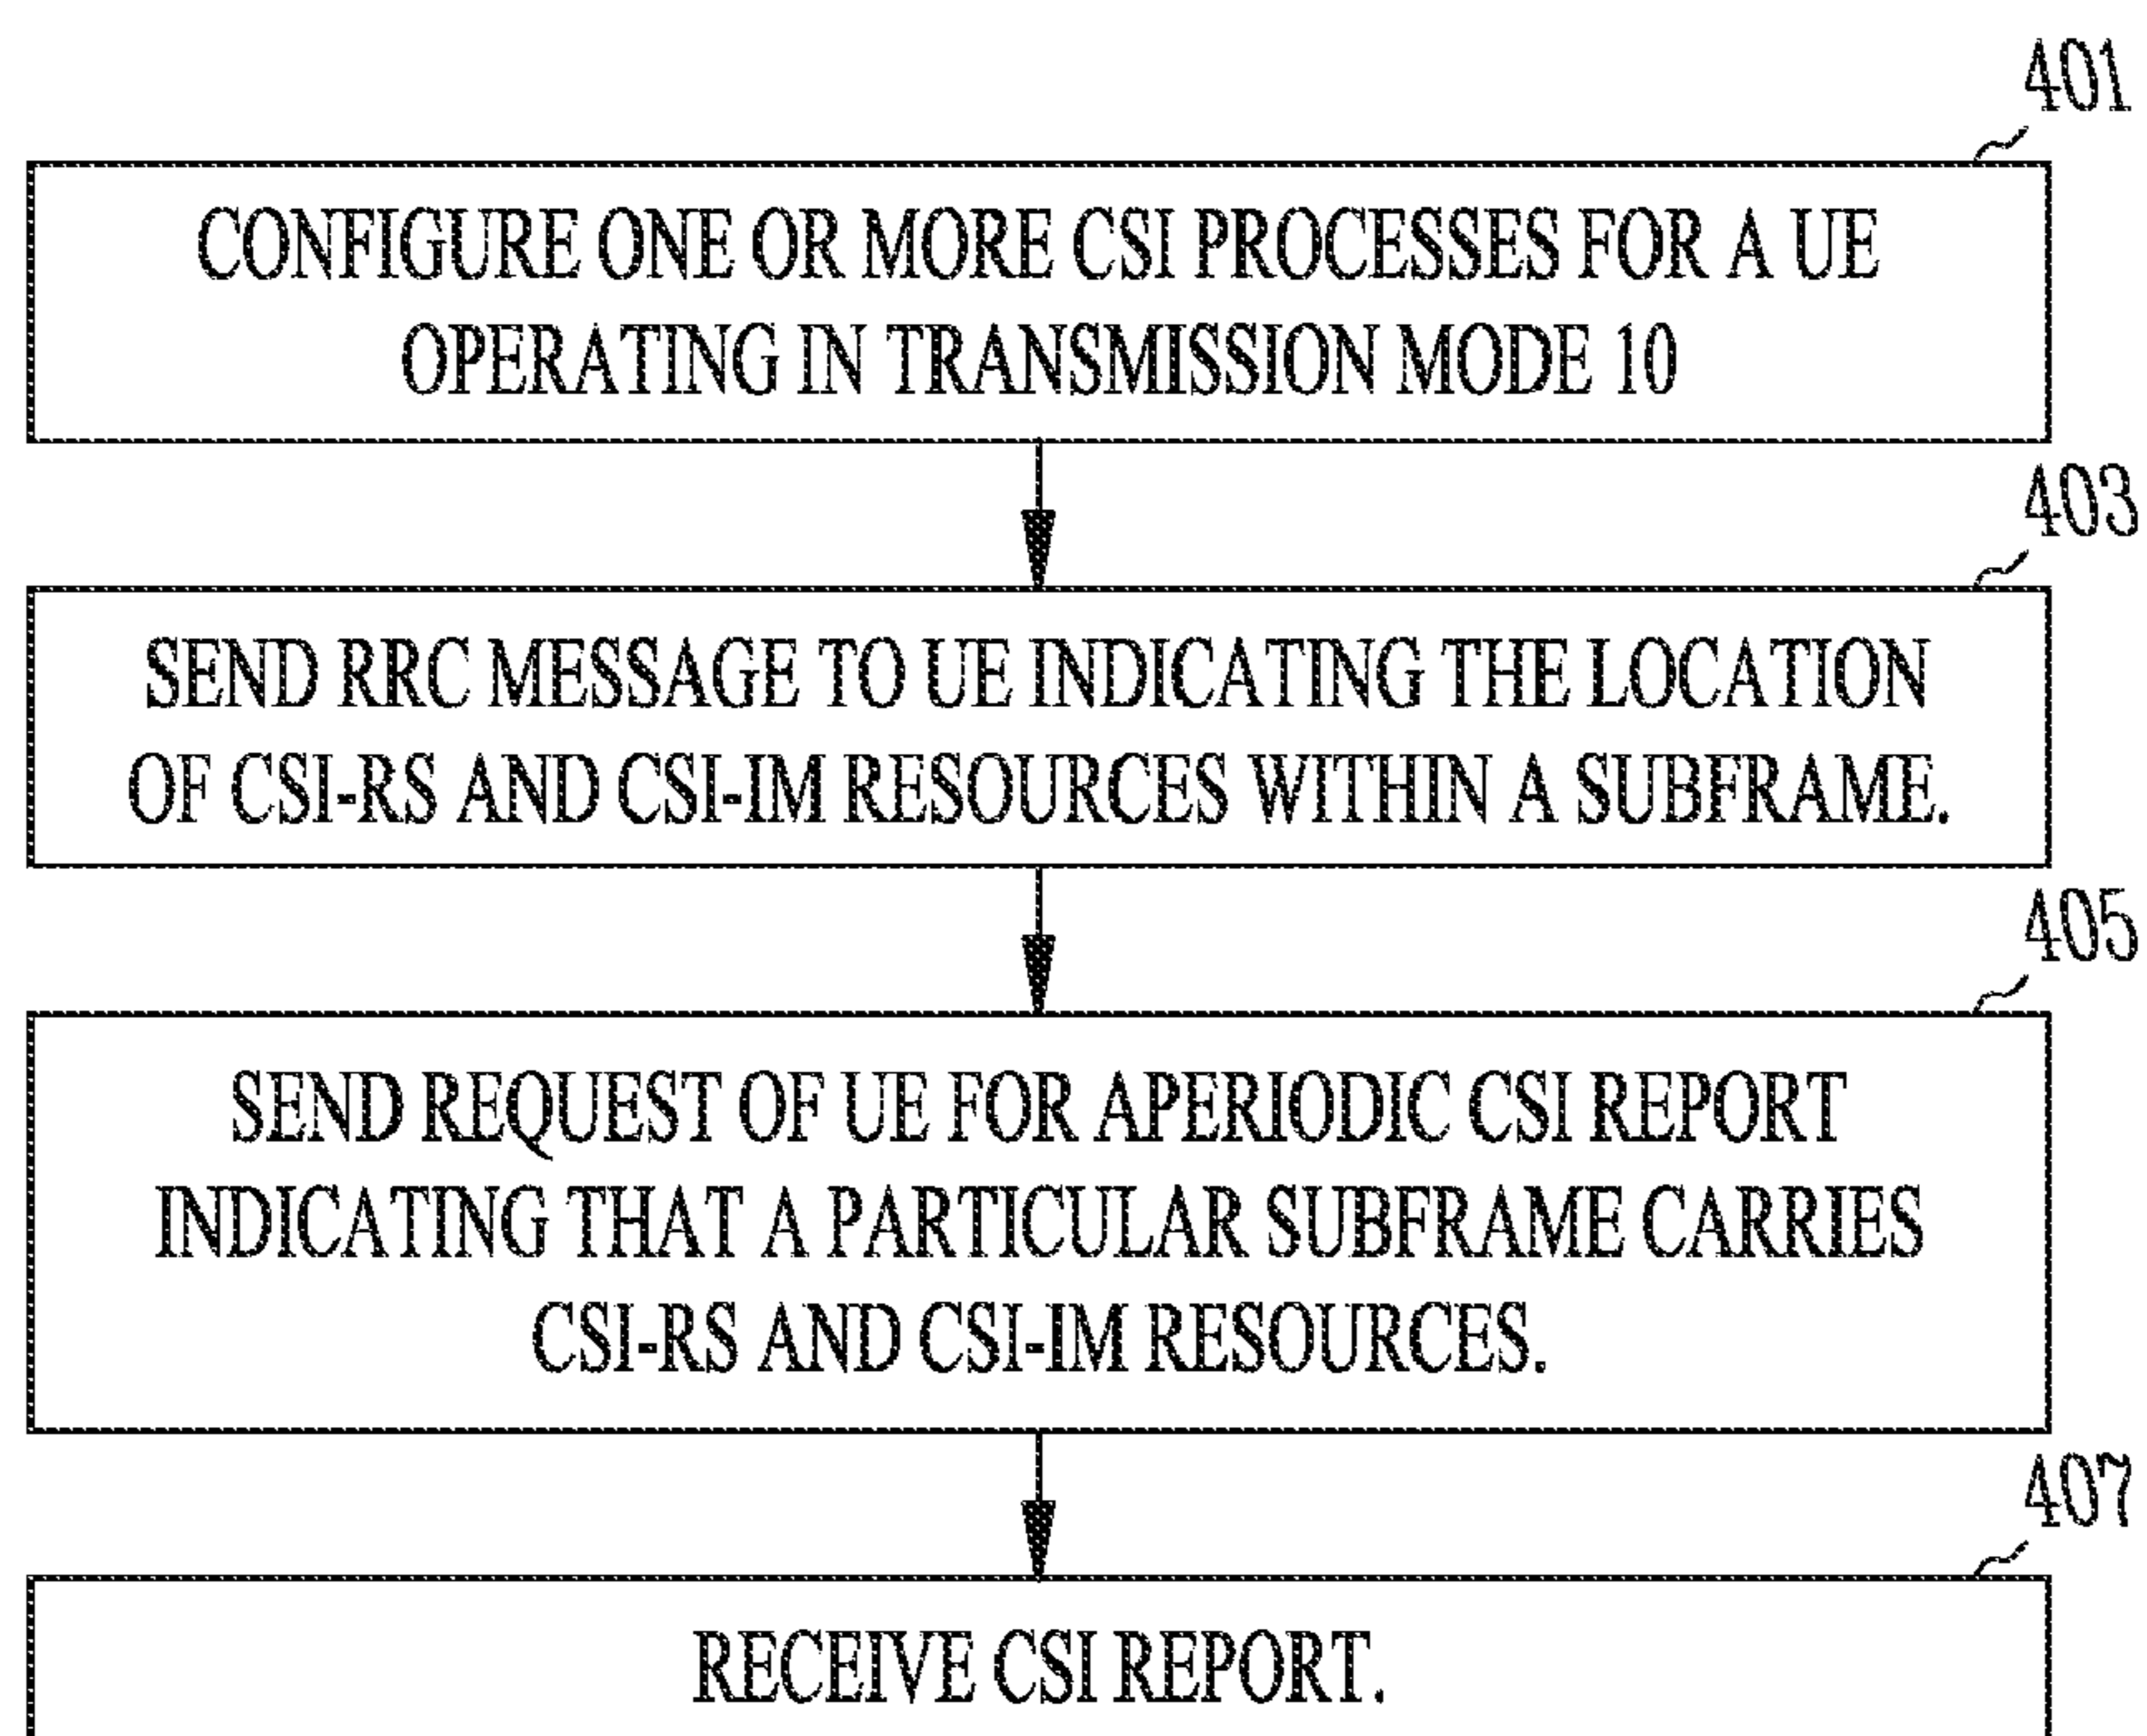 401
CONFIGURE ONE OR MORE CSI PROCESSES FOR A UE
OPERATING IN TRANSMISSION MODE 10
403
SEND RRC MESSAGE TO UE INDICATING THE LOCATION
OF CSI-RS AND CSI-IM RESOURCES WITHIN A SUBFRAME.
405
SEND REQUEST OF UE FOR APERIODIC CSI REPORT
INDICATING THAT A PARTICULAR SUBFRAME CARRIES
CSI-RS AND CSI-IM RESOURCES.
407
RECEIVE CSI REPORT.